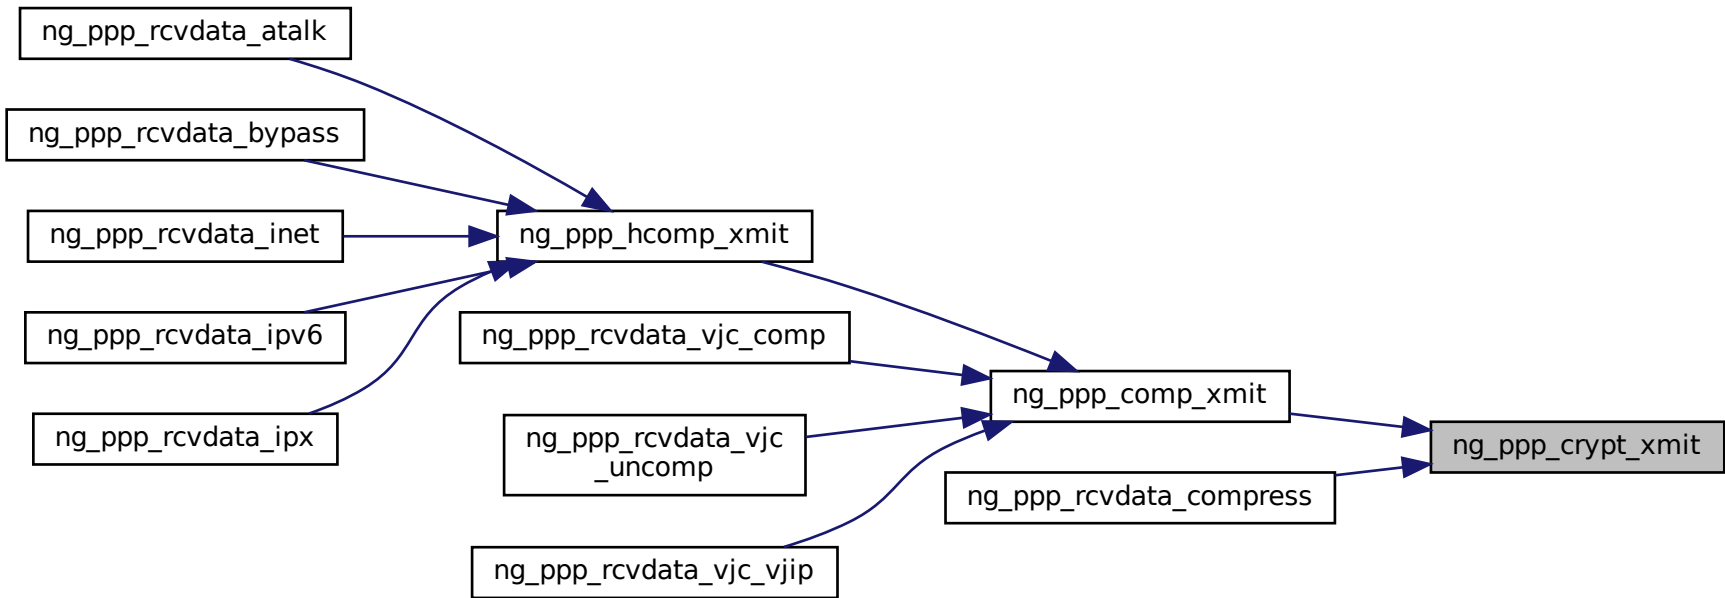 ng_ppp_rcvdata_atalk
ng_ppp_rcvdata_bypass
ng_ppp_rcvdata_inet
ng_ppp_hcomp_xmit
ng_ppp_rcvdata_ipv6
ng_ppp_rcvdata_vjc_comp
ng_ppp_comp_xmit
ng_ppp_rcvdata_ipx
ng_ppp_rcvdata_vjc
_uncomp
ng_ppp_crypt_xmit
ng_ppp_rcvdata_compress
ng_ppp_rcvdata_vjc_vjip